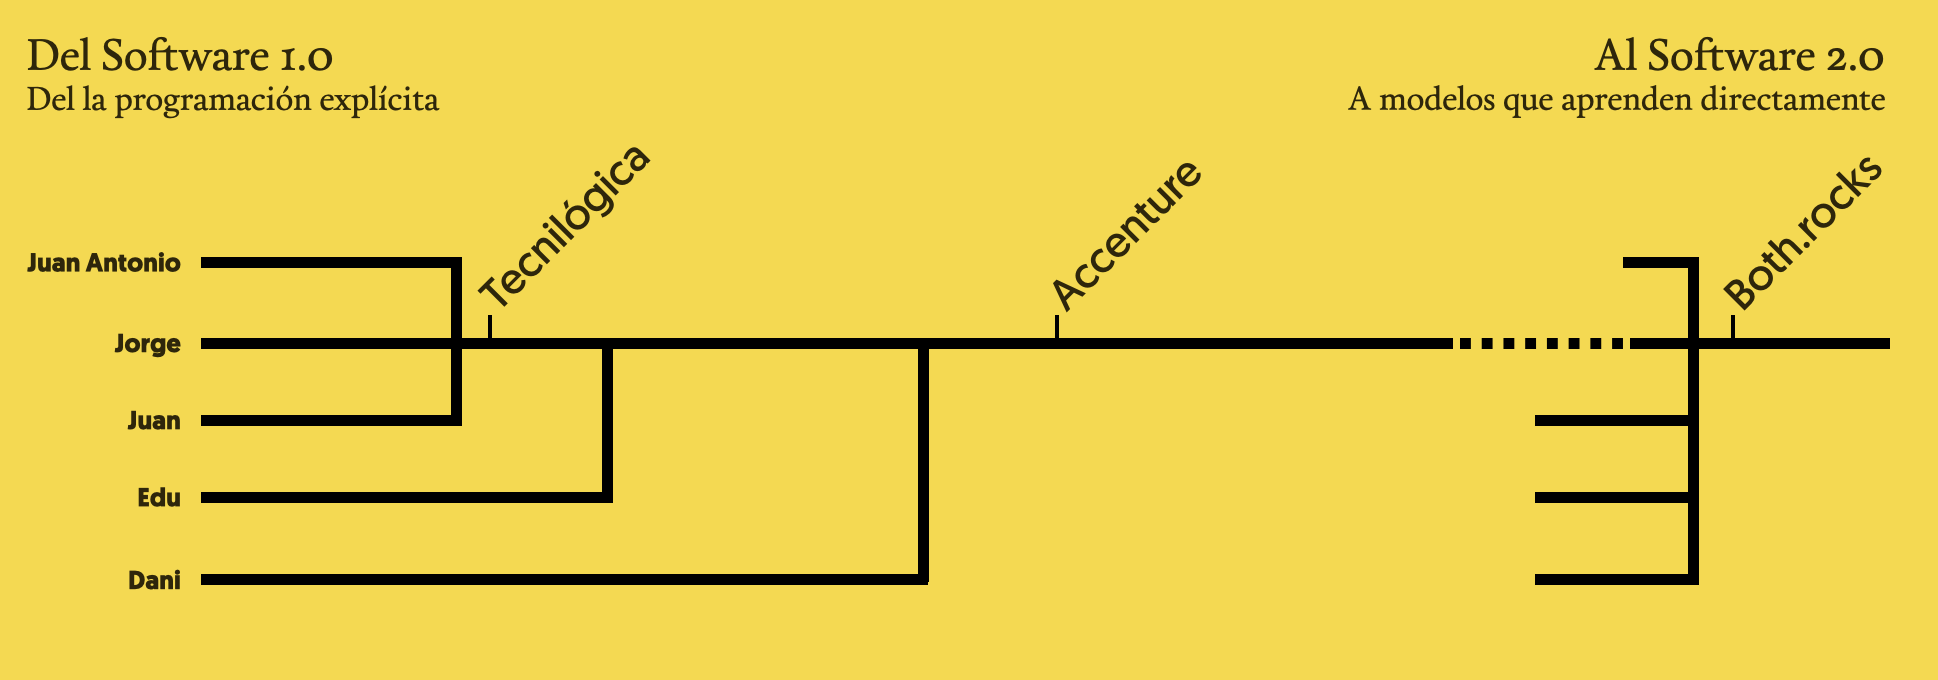 Del Software 1.0
Del la programación explícita
Al Software 2.0
A modelos que aprenden directamente
Tecnilógica
Accenture
Both.rocks
Juan Antonio
Jorge
Juan
Edu
Dani